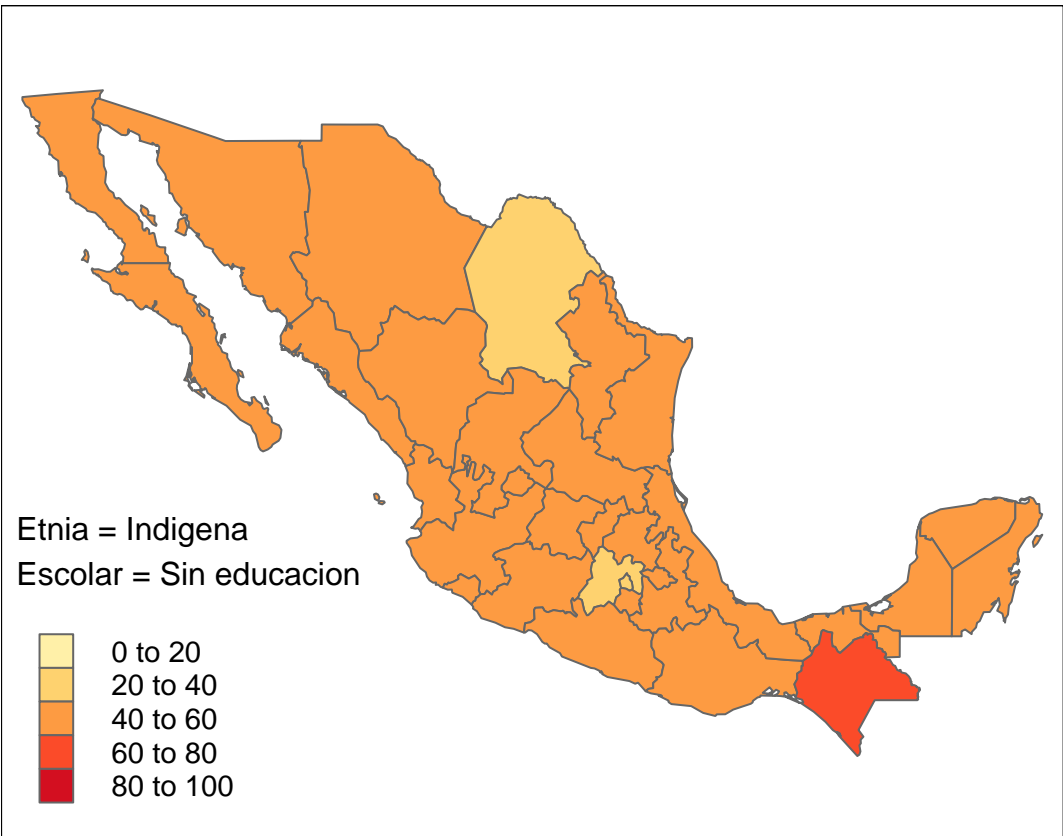 Etnia = Indigena
Escolar = Sin educacion
0 to 20
20 to 40
40 to 60
60 to 80
80 to 100